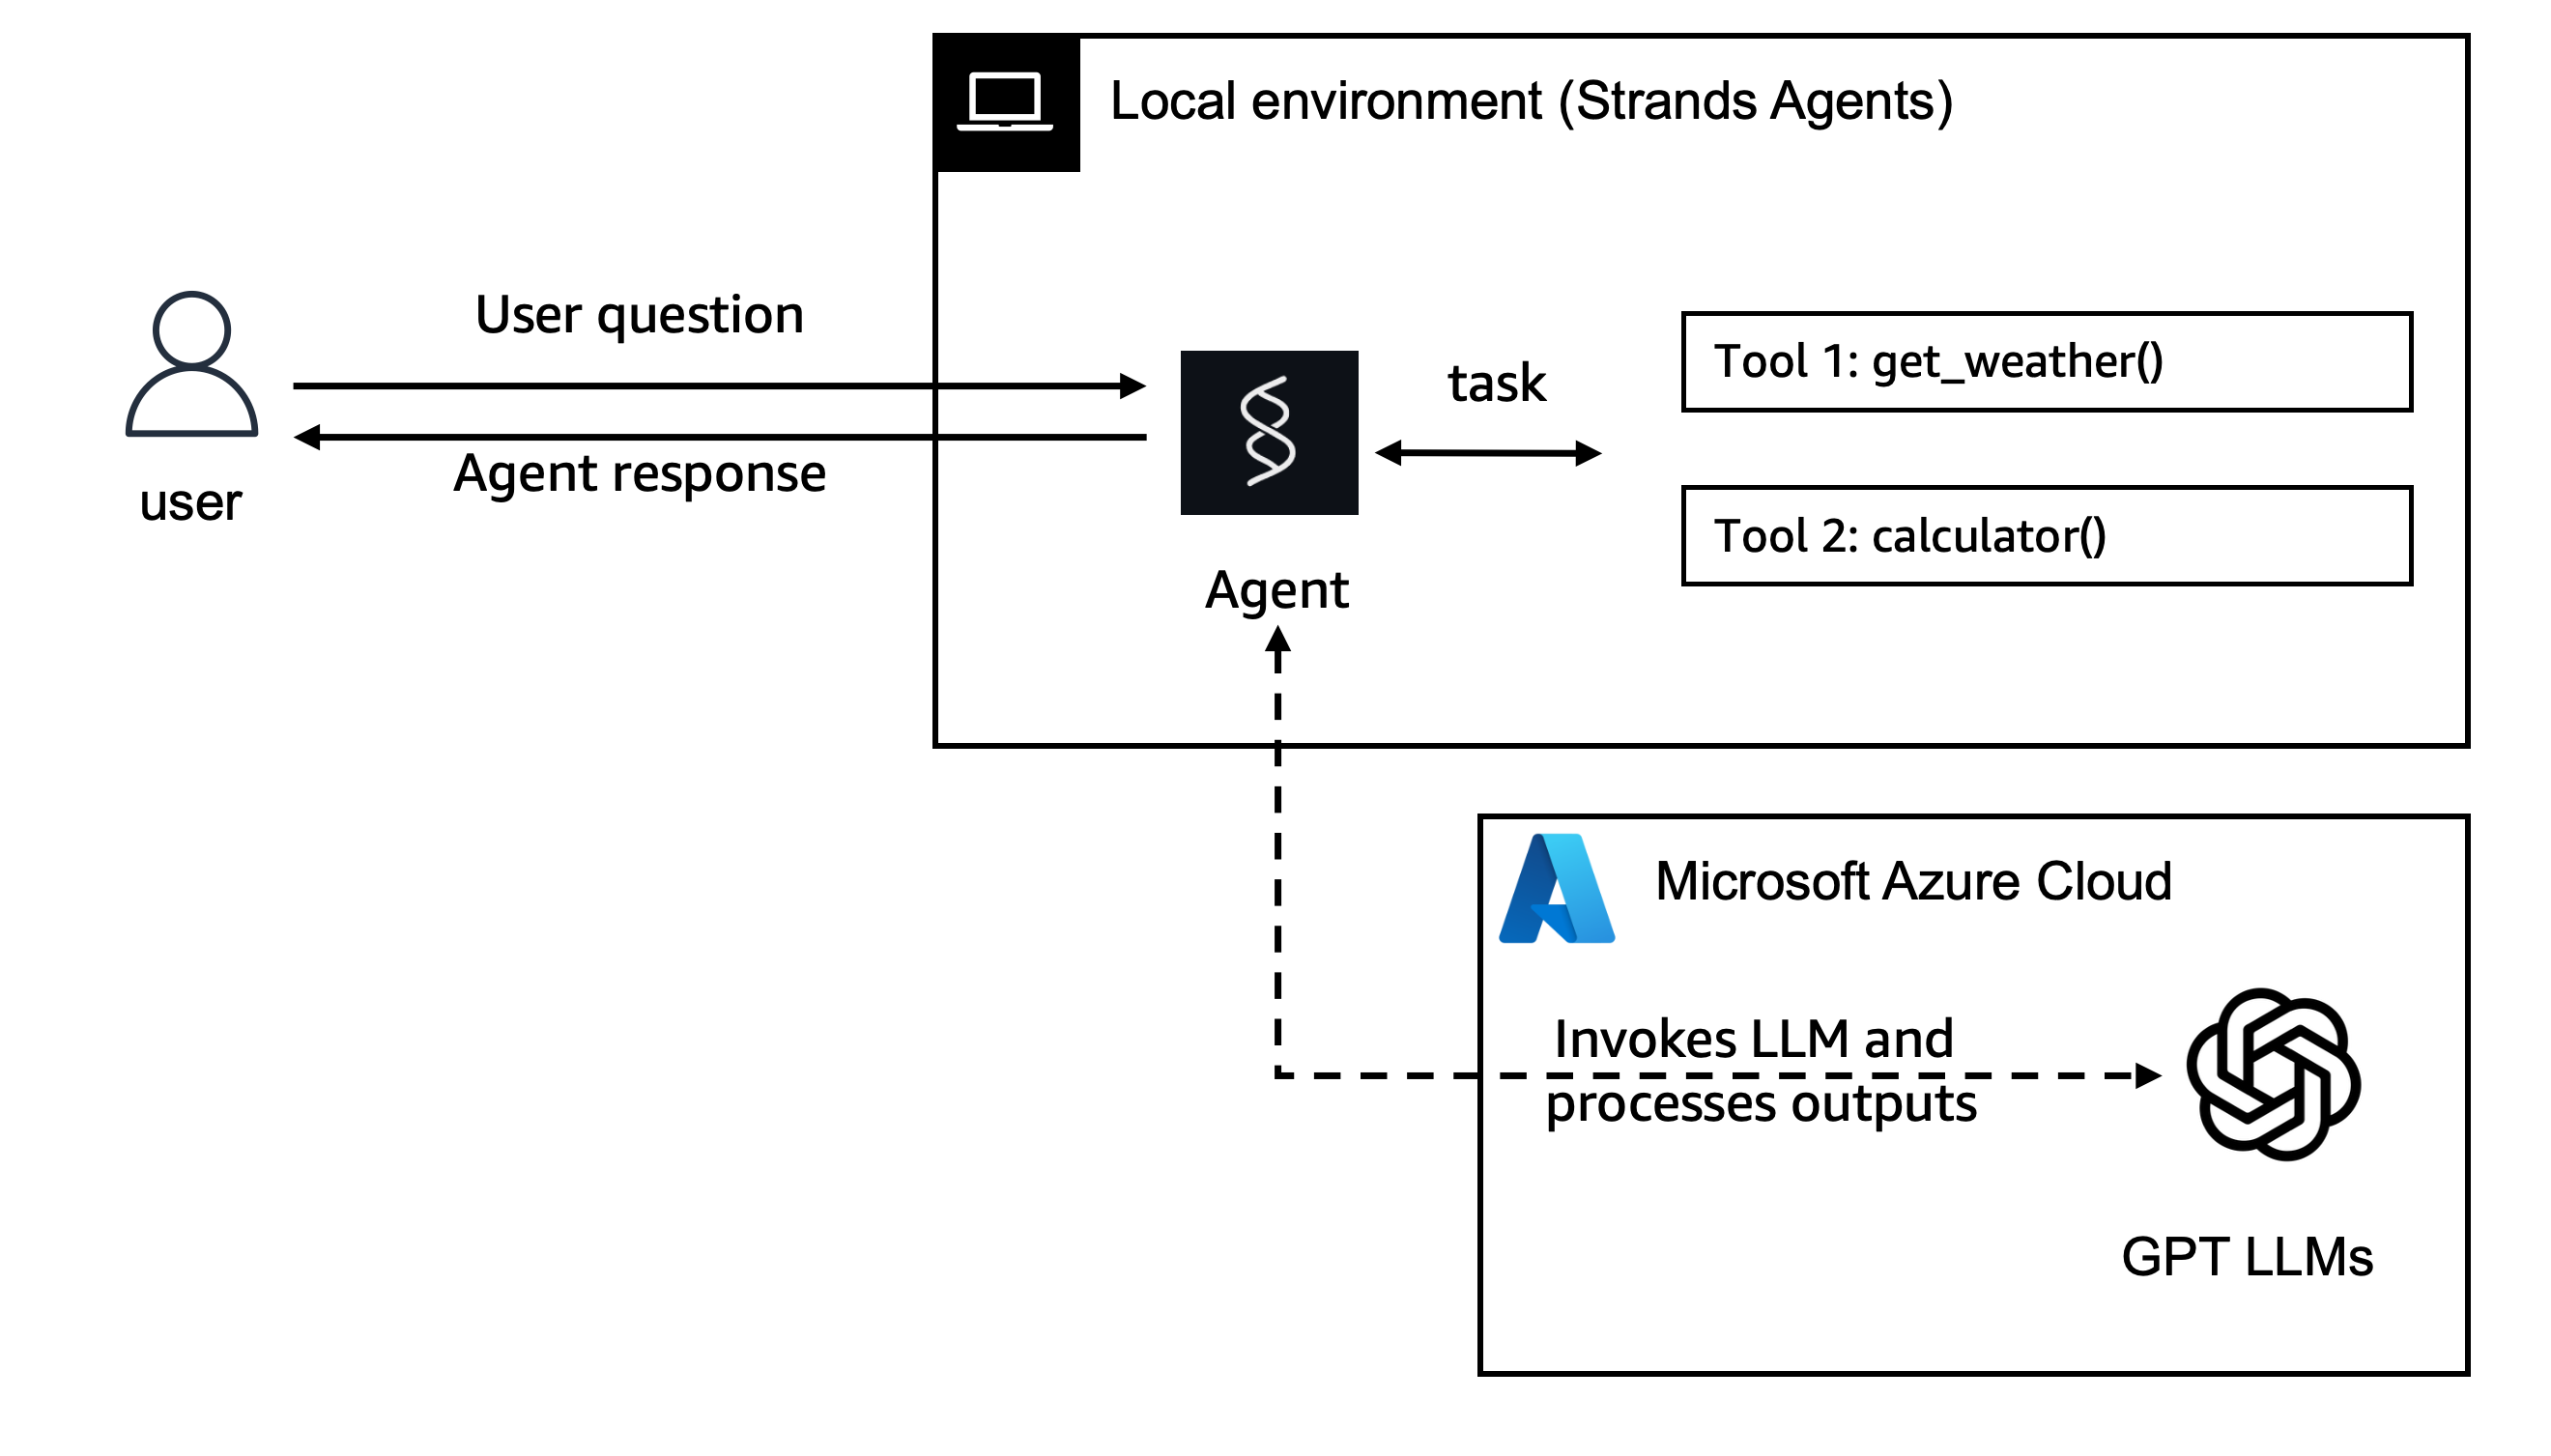 Local environment (Strands Agents)
User question
Agent response
user
Agent
task
Tool 1: get_weather()
Tool 2: calculator()
Microsoft Azure Cloud
Invokes LLM and
processes outputs
GPT LLMs